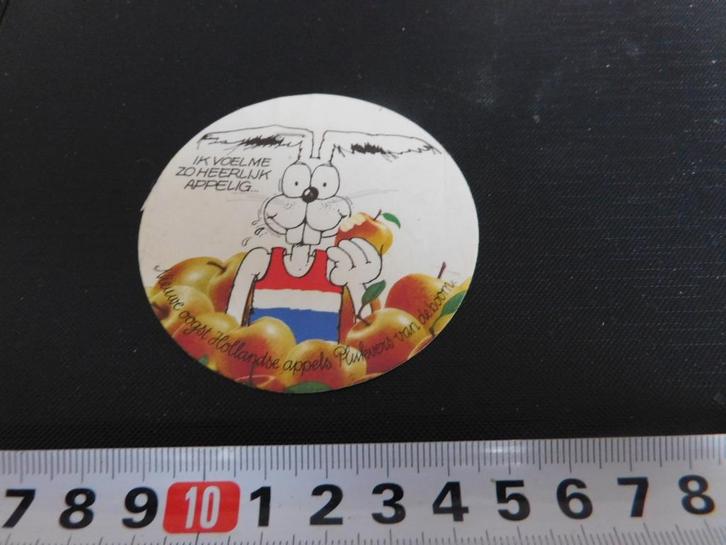 IK VOEL ME
ZO HEERLIJK
APPELIG...
Nieuwe oogst Hollandse appels. Plukvers van de boom.
7 8 9 10 1 2 3 4 5 6 7 8